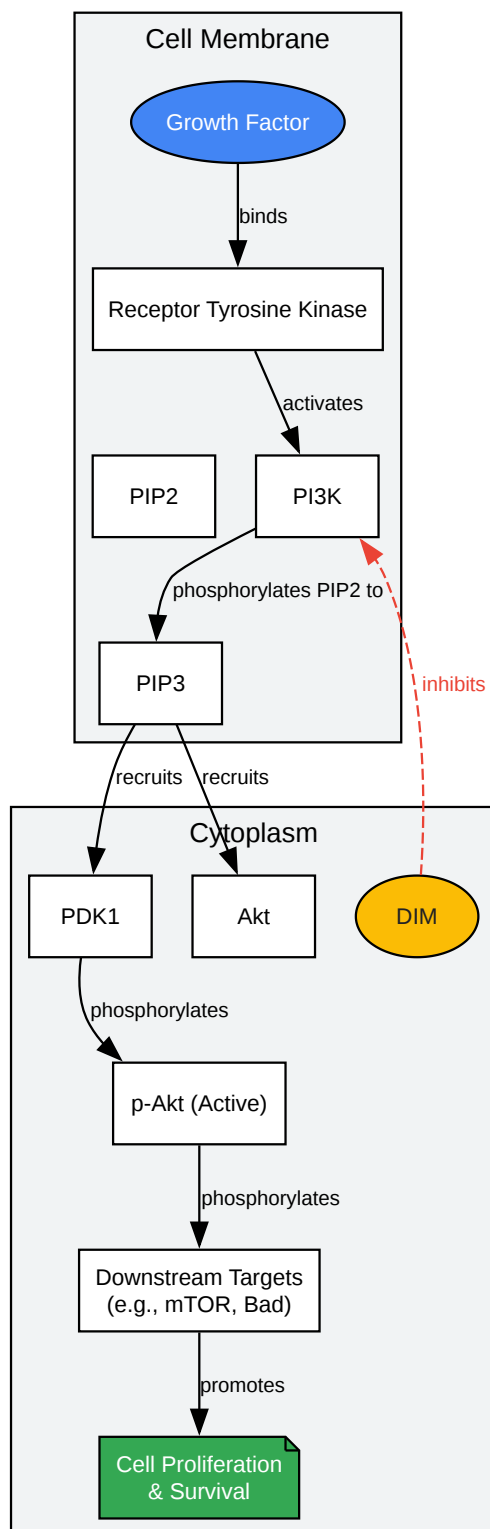 Cell Membrane
Growth Factor
binds
Receptor Tyrosine Kinase
activates
PIP2
PI3K
phosphorylates PIP2 to
PIP3
inhibits
recruits
recruits
Cytoplasm
PDK1
Akt
DIM
phosphorylates
p-Akt (Active)
phosphorylates
Downstream Targets
(e.g., mTOR, Bad)
promotes
Cell Proliferation
& Survival